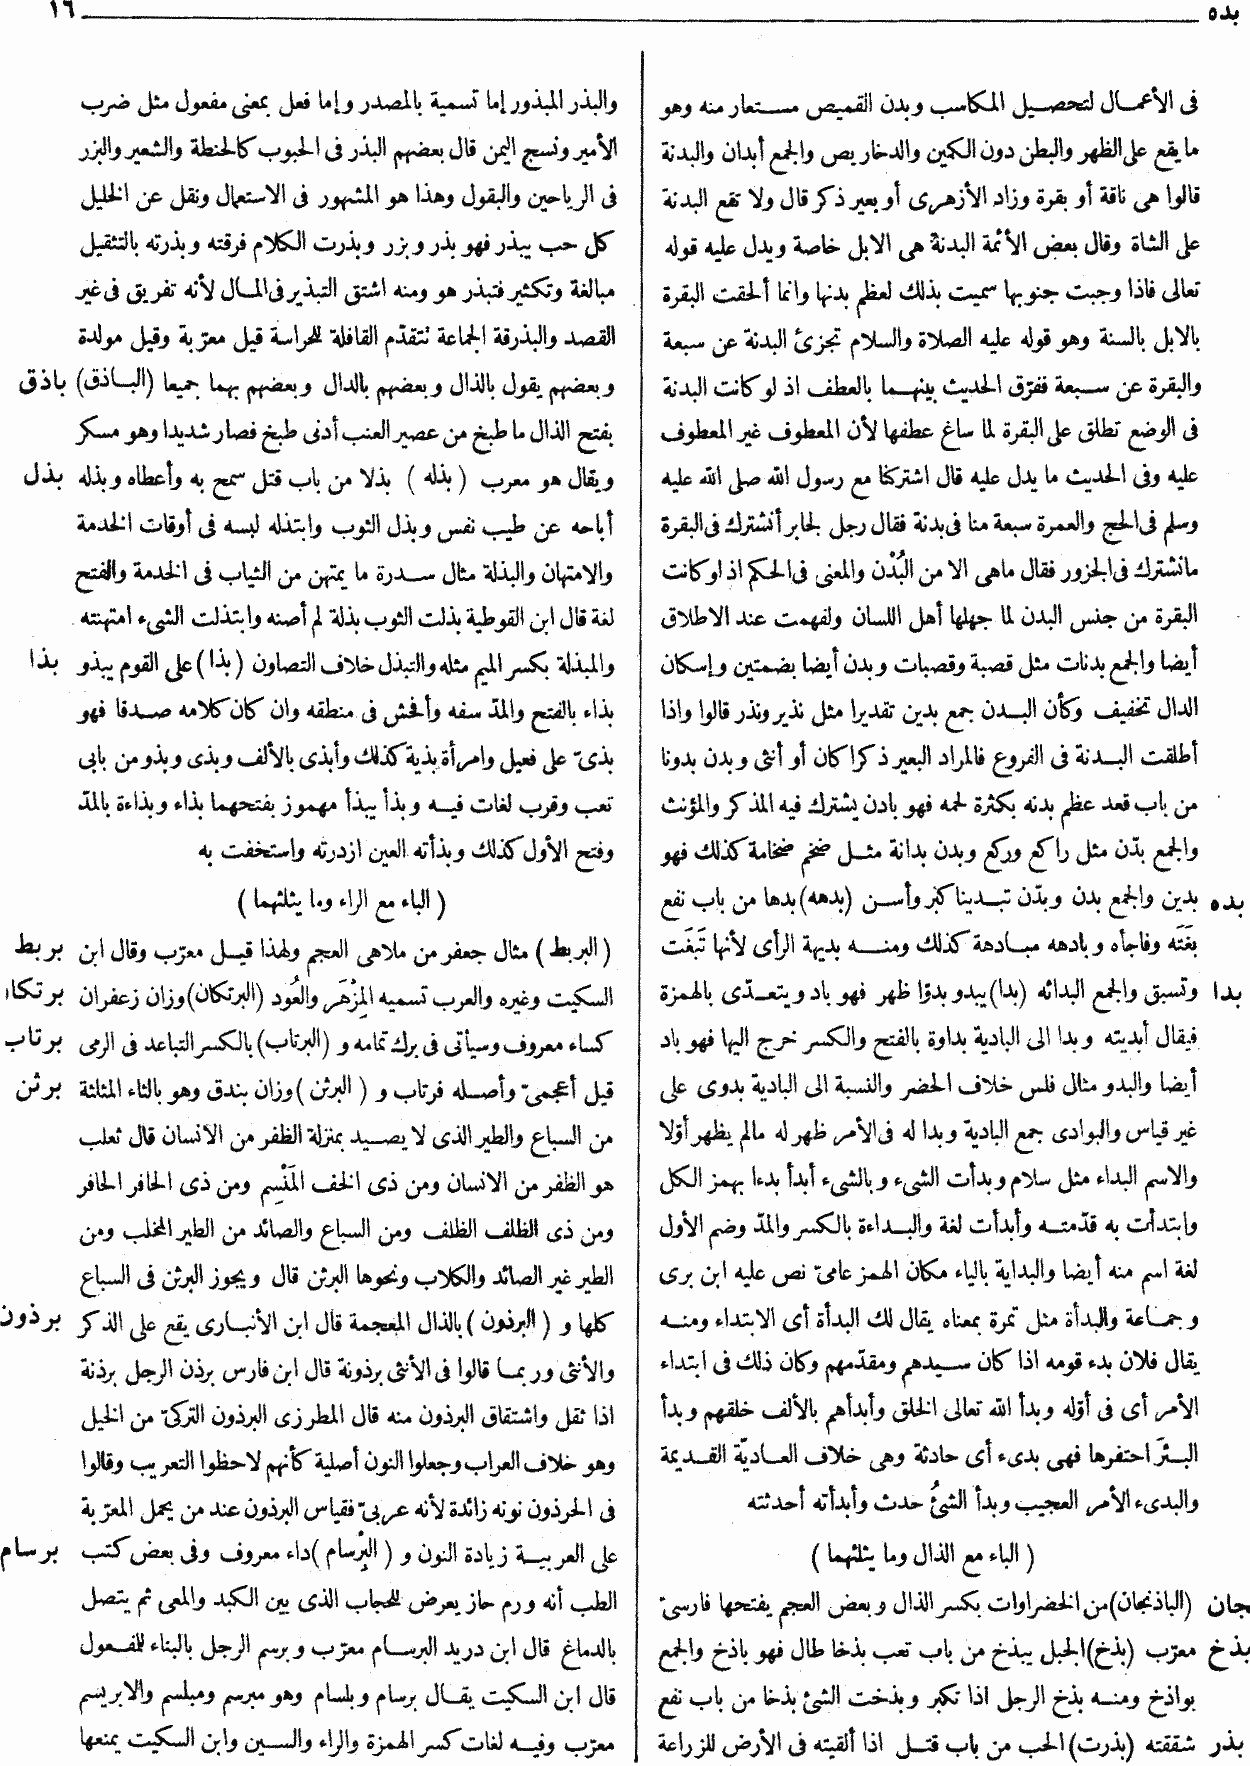 بده
١٦
فى الأعمال لتحصيل المكاسب وبدن القميص مستعار منه وهو
ما يقع على الظهر والبطن دون الكمين والدخاريص والجمع أبدان والبدنة
قالوا هى ناقة أو بقرة وزاد الأزهرى أو بعير ذكر قال ولا تقع البدنة
على الشاة وقال بعض الأئمة البدنة هى الابل خاصة ويدل عليه قوله
تعالى فاذا وجبت جنوبها سميت بذلك لعظم بدنها وانما ألحقت البقرة
بالابل بالسنة وهو قوله عليه الصلاة والسلام تجزئ البدنة عن سبعة
والبقرة عن سبعة ففرّق الحديث بينهما بالعطف اذ لو كانت البدنة
فى الوضع تطلق على البقرة لما ساغ عطفها لأن المعطوف غير المعطوف
عليه وفى الحديث ما يدل عليه قال اشتركنا مع رسول الله صلى الله عليه
وسلم فى الحج والعمرة سبعة منا فى بدنة فقال رجل لجابر أنشترك فى البقرة
ما نشترك فى الجزور فقال ماهى الا من البُدْن والمعنى فى الحكم اذ لو كانت
البقرة من جنس البدن لما جهلها أهل اللسان ولفهمت عند الاطلاق
أيضا والجمع بدنات مثل قصبة وقصبات وبدن أيضا بضمتين وإسكان
الدال تخفيف وكأن البدن جمع بدين تقديرا مثل نذير ونذر قالوا واذا
أطلقت البدنة فى الفروع فالمراد البعير ذكرا كان أو أنثى وبدن بدونا
من باب قعد عظم بدنه بكثرة لحمه فهو بادن يشترك فيه المذكر والمؤنث
والجمع بدّن مثل راكع وركع وبدن بدانة مثل ضخم ضخامة كذلك فهو
بدين والجمع بدن وبدّن تبدينا كبر وأسن (بدهه) بدها من باب نفع
بده
بَغَتَه وفاجأه وبادهه مبادهة كذلك ومنه بديهة الرأى لأنها تَبْغَت
وتسبق والجمع البدائه (بدا) يبدو بدوّا ظهر فهو باد ويتعدّى بالهمزة
بدا
فيقال أبديته وبدا الى البادية بداوة بالفتح والكسر خرج اليها فهو باد
أيضا والبدو مثال فلس خلاف الحضر والنسبة الى البادية بدوى على
غير قياس والبوادى جمع البادية وبدا له فى الأمر ظهر له مالم يظهر أوّلا
والاسم البداء مثل سلام وبدأت الشىء وبالشىء أبدأ بدءا بهمز الكل
وابتدأت به قدّمته وأبدأت لغة والبداءة بالكسر والمدّ وضم الأول
لغة اسم منه أيضا والبداية بالياء مكان الهمز عامىّ نص عليه ابن برى
وجماعة والبدأة مثل تمرة بمعناه يقال لك البدأة أى الابتداء ومنه
يقال فلان بدء قومه اذا كان سيدهم ومقدّمهم وكان ذلك فى ابتداء
الأمر أى فى أوّله وبدأ الله تعالى الخلق وأبدأهم بالألف خلقهم وبدأ
البئرَ احتفرها فهى بدىء أى حادثة وهى خلاف العاديّة القديمة
والبدىء الأمر العجيب وبدأ الشىُّ حدث وأبدأته أحدثته
( الباء مع الذال وما يثلثهما )
(الباذنجان) من الخضراوات بكسر الذال وبعض العجم يفتحها فارسىّ
جان
معرّب (بذخ) الجبل يبذخ من باب تعب بذخا طال فهو باذخ والجمع
بذخ
بواذخ ومنه بذخ الرجل اذا تكبر وبذخت الشئ بذخا من باب نفع
شققته (بذرت) الحب من باب قتل اذا ألقيته فى الأرض للزراعة
بذر
والبذر المبذور إما تسمية بالمصدر وإما فعل بمعنى مفعول مثل ضرب
الأمير ونسج اليمن قال بعضهم البذر فى الحبوب كالحنطة والشعير والبزر
فى الرياحين والبقول وهذا هو المشهور فى الاستعمال ونقل عن الخليل
كل حب يبذر فهو بذر وبزر وبذرت الكلام فرقته وبذرته بالتثقيل
مبالغة وتكثير فتبذر هو ومنه اشتق التبذير فى المال لأنه تفريق فى غير
القصد والبذرقة الجماعة تتقدّم القافلة للحراسة قيل معرّبة وقيل مولدة
وبعضهم يقول بالذال وبعضهم بالدال وبعضهم بهما جميعا (الباذق)
باذق
بفتح الذال ما طبخ من عصير العنب أدنى طبخ فصار شديدا وهو مسكر
ويقال هو معرب ( بذله ) بذلا من باب قتل سمح به وأعطاه وبذله
بذل
أباحه عن طيب نفس وبذل الثوب وابتذله لبسه فى أوقات الخدمة
والامتهان والبذلة مثال سدرة ما يمتهن من الثياب فى الخدمة والفتح
لغة قال ابن القوطية بذلت الثوب بذلة لم أصنه وابتذلت الشىء امتهنته
والمبذلة بكسر الميم مثله والتبذل خلاف التصاون (بذا) على القوم يبذو
بذا
بذاء بالفتح والمدّ سفه وأفحش فى منطقه وان كان كلامه صدقا فهو
بذىّ على فعيل وامرأة بذية كذلك وأبذى بالألف وبذى وبذو من بابى
تعب وقرب لغات فيه وبذأ يبذأ مهموز بفتحهما بذاء وبذاءة بالمدّ
وفتح الأول كذلك وبذأته العين ازدرته واستخفت به
( الباء مع الراء وما يثلثهما )
( البربط ) مثال جعفر من ملاهى العجم ولهذا قيل معرّب وقال ابن
بربط
السكيت وغيره والعرب تسميه المِزْهَر والعُود (البرتكان) وزان زعفران
برتكان
كساء معروف وسيأتى فى برك تمامه و (البرتاب) بالكسر التباعد فى الرمى
برتاب
قيل أعجمىّ وأصله فرتاب و ( البرثن ) وزان بندق وهو بالثاء المثلثة
برثن
من السباع والطير الذى لا يصيد بمنزلة الظفر من الانسان قال ثعلب
هو الظفر من الانسان ومن ذى الخف المَنْسِم ومن ذى الحافر الحافر
ومن ذى الظلف الظلف ومن السباع والصائد من الطير المخلب ومن
الطير غير الصائد والكلاب ونحوها البرثن قال ويجوز البرثن فى السباع
كلها و ( البرذون ) بالذال المعجمة قال ابن الأنبارى يقع على الذكر
برذون
والأنثى وربما قالوا فى الأنثى برذونة قال ابن فارس برذن الرجل برذنة
اذا ثقل واشتقاق البرذون منه قال المطرزى البرذون التركىّ من الخيل
وهو خلاف العراب وجعلوا النون أصلية كأنهم لاحظوا التعريب وقالوا
فى الحرذون نونه زائدة لأنه عربىّ فقياس البرذون عند من يحمل المعرّبة
على العربية زيادة النون و ( البِرْسام ) داء معروف وفى بعض كتب
برسام
الطب أنه ورم حار يعرض للحجاب الذى بين الكبد والمعى ثم يتصل
بالدماغ قال ابن دريد البرسام معرّب وبرسم الرجل بالبناء للمفعول
قال ابن السكيت يقال برسام وبلسام وهو مبرسم ومبلسم والابريسم
معرّب وفيه لغات كسر الهمزة والراء والسين وابن السكيت يمنعها